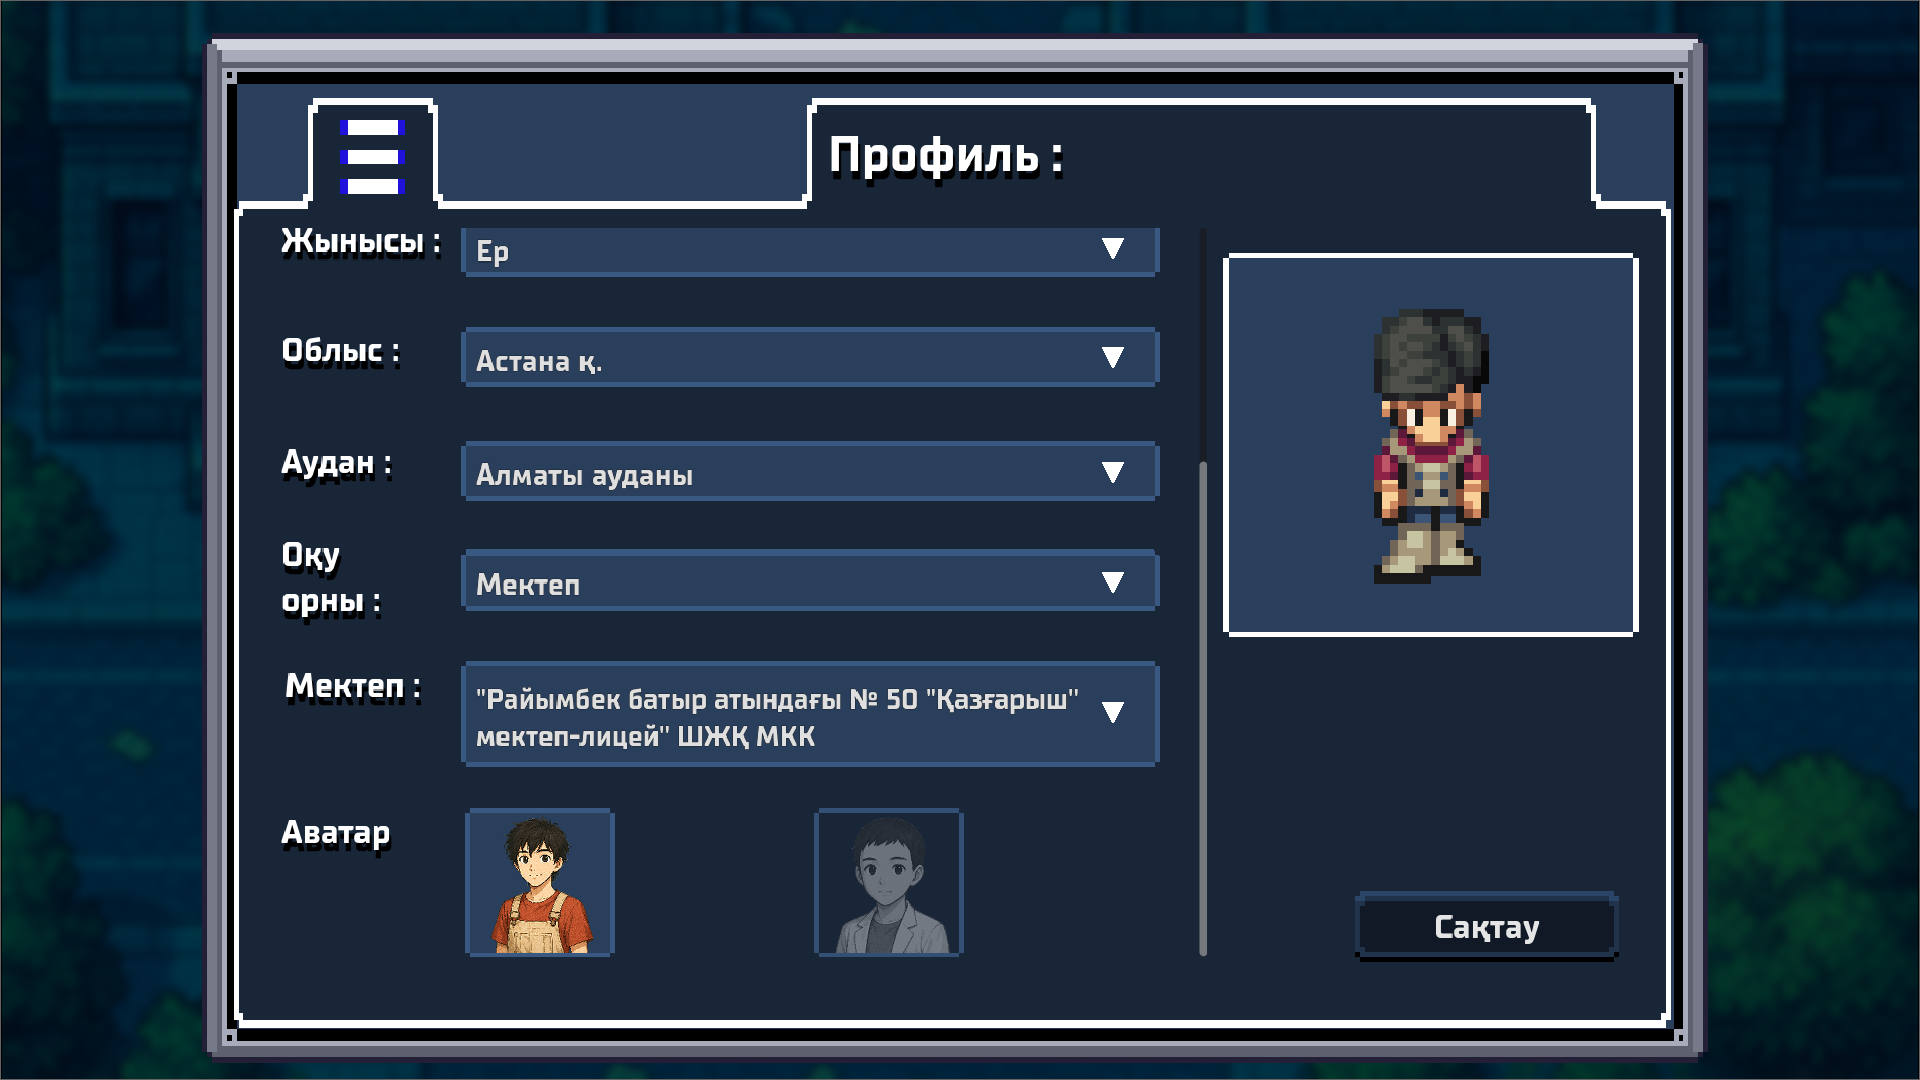 Профиль :
Жынысы :
Ер
Облыс :
Астана қ.
Аудан :
Алматы ауданы
Оқу
орны :
Мектеп
Мектеп :
"Райымбек батыр атындағы № 50 "Қазғарыш"
мектеп-лицей" ШЖҚ МКК
Аватар
Сақтау